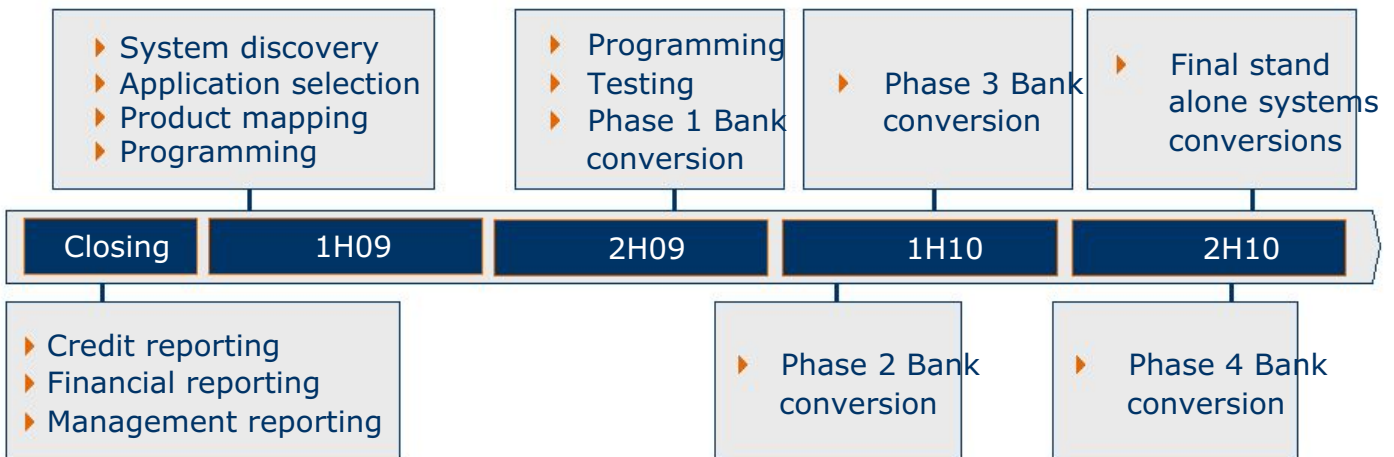 System discovery
Application selection
Product mapping
Programming
Programming
Testing
Phase 1 Bank
conversion
Phase 3 Bank
conversion
Final stand
alone systems
conversions
Closing
1H09
2H09
1H10
2H10
Credit reporting
Financial reporting
Management reporting
Phase 2 Bank
conversion
Phase 4 Bank
conversion